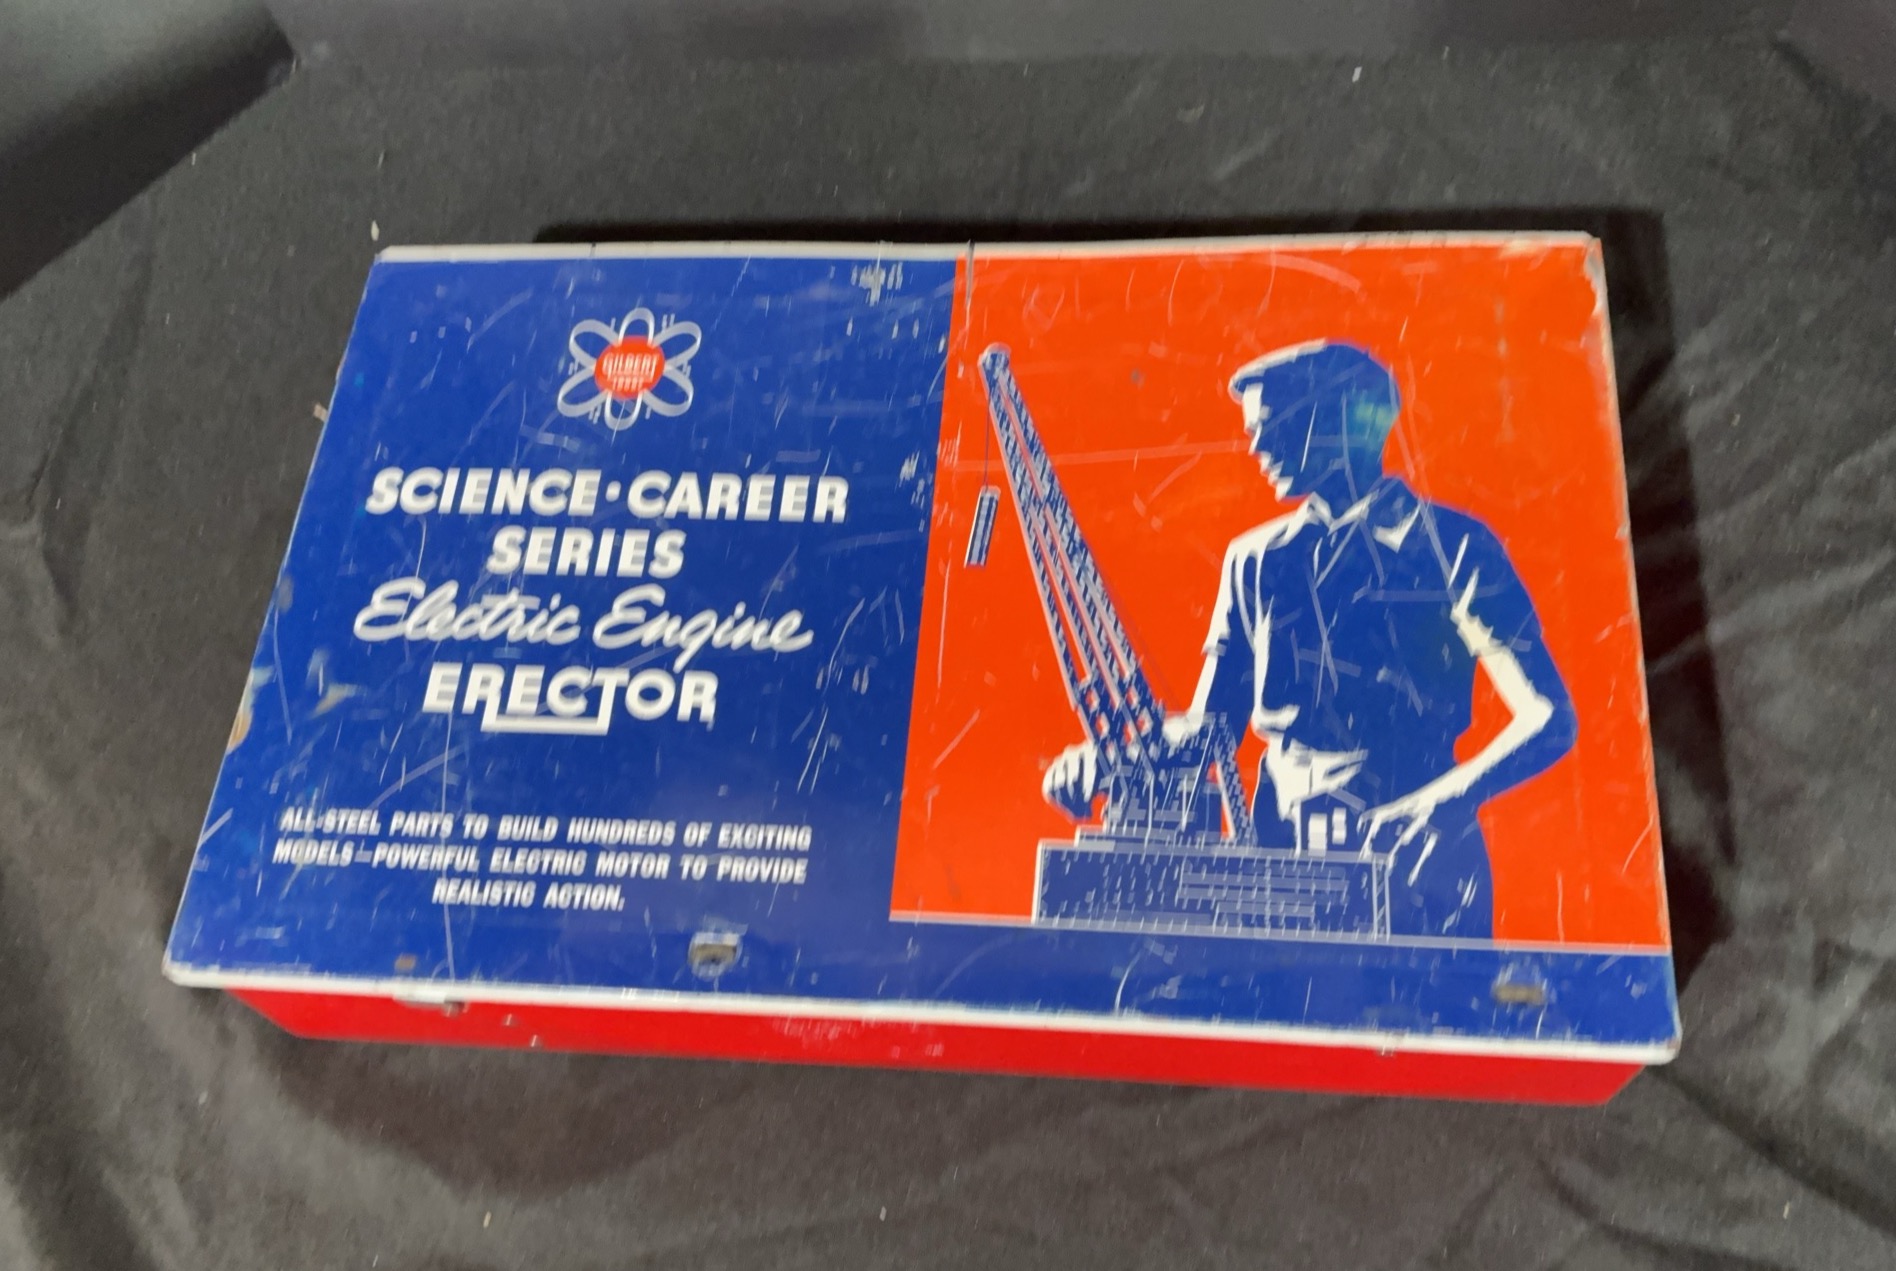 GILBERT
SCIENCE • CAREER
SERIES
Electric Engine
ERECTOR
ALL-STEEL PARTS TO BUILD HUNDREDS OF EXCITING
MODELS—POWERFUL ELECTRIC MOTOR TO PROVIDE
REALISTIC ACTION.